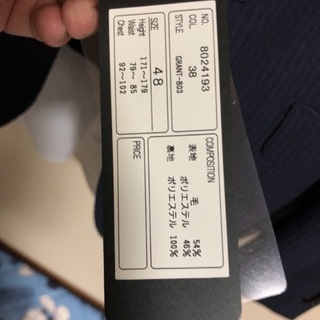 NO. 8024193
COL. 38
STYLE GRANT-803
SIZE 48
Height 171～179
Waist 79～ 85
Chest 92～102
COMPOSITION
表地 毛 54%
ポリエステル 46%
裏地 ポリエステル 100%
PRICE